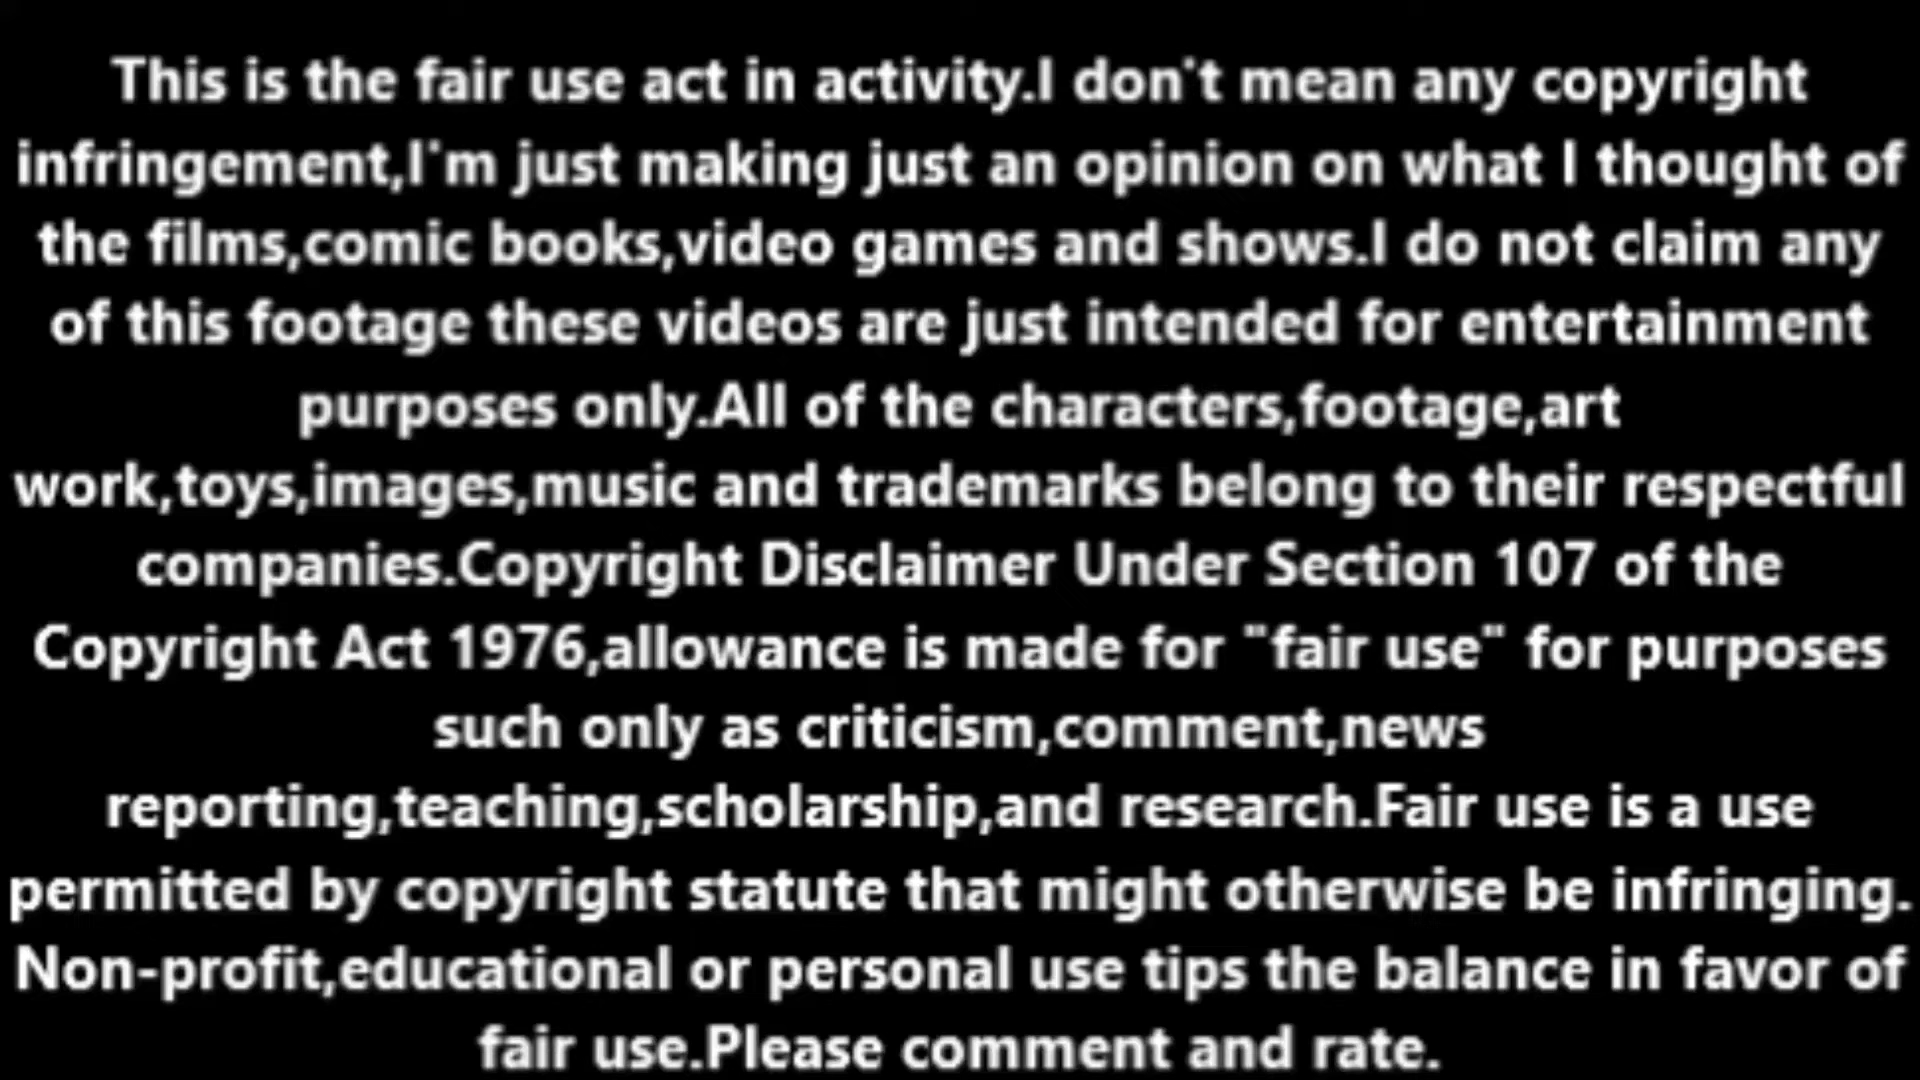 This is the fair use act in activity.I don't mean any copyright
infringement,I'm just making just an opinion on what I thought of
the films,comic books,video games and shows.I do not claim any
of this footage these videos are just intended for entertainment
purposes only.All of the characters,footage,art
work,toys,images,music and trademarks belong to their respectful
companies.Copyright Disclaimer Under Section 107 of the
Copyright Act 1976,allowance is made for "fair use" for purposes
such only as criticism,comment,news
reporting,teaching,scholarship,and research.Fair use is a use
permitted by copyright statute that might otherwise be infringing.
Non-profit,educational or personal use tips the balance in favor of
fair use.Please comment and rate.